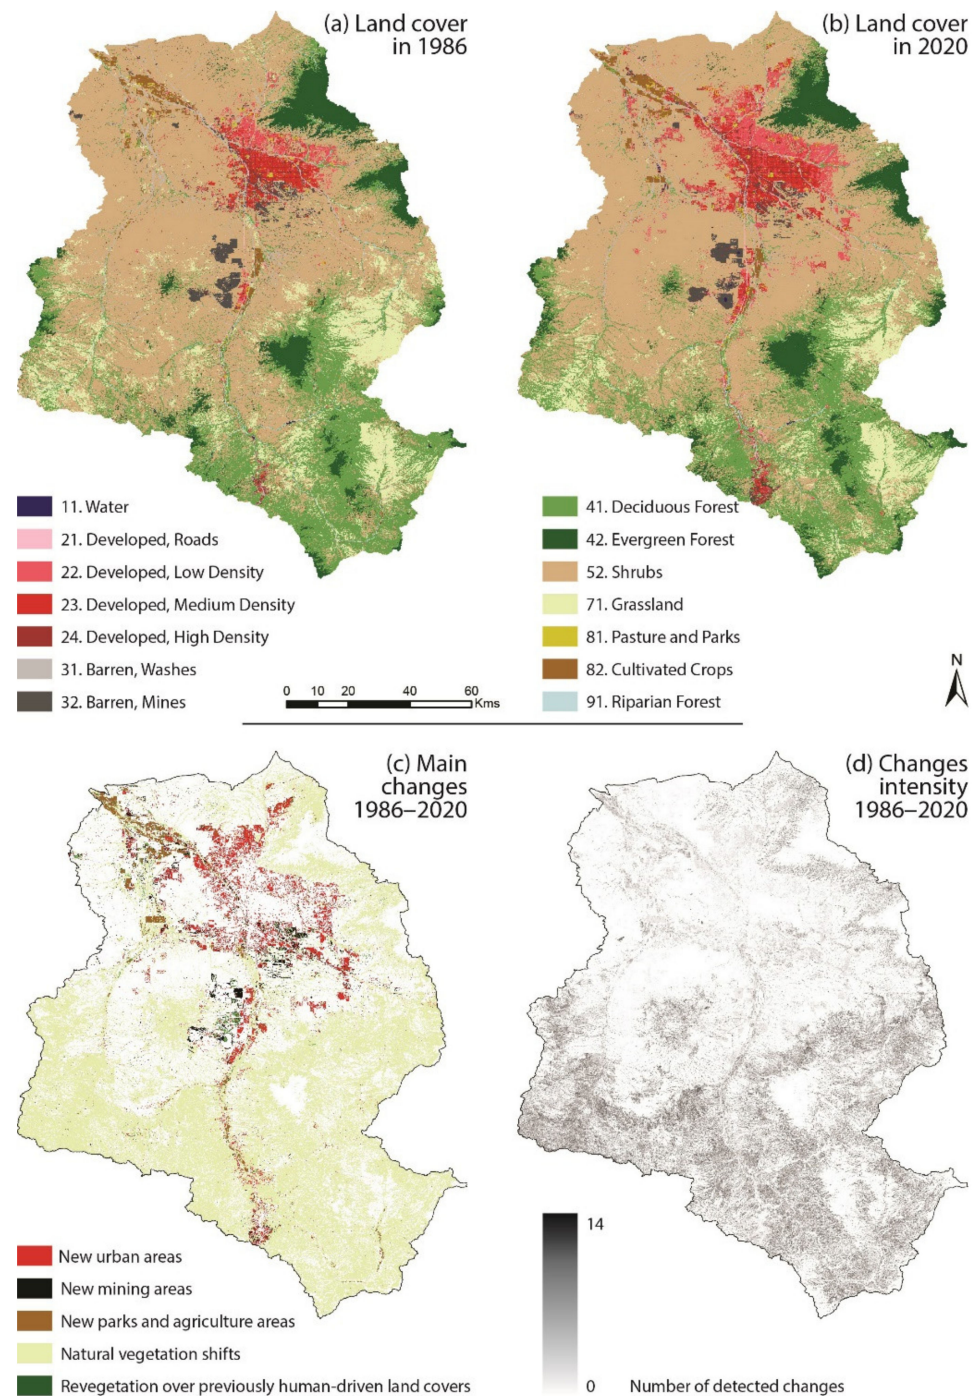 (a) Land cover
in 1986
(b) Land cover
in 2020
11. Water
21. Developed, Roads
22. Developed, Low Density
23. Developed, Medium Density
24. Developed, High Density
31. Barren, Washes
32. Barren, Mines
0 10 20 40 60
Kms
41. Deciduous Forest
42. Evergreen Forest
52. Shrubs
71. Grassland
81. Pasture and Parks
82. Cultivated Crops
91. Riparian Forest
N
(c) Main
changes
1986–2020
(d) Changes
intensity
1986–2020
New urban areas
New mining areas
New parks and agriculture areas
Natural vegetation shifts
Revegetation over previously human-driven land covers
14
0 Number of detected changes